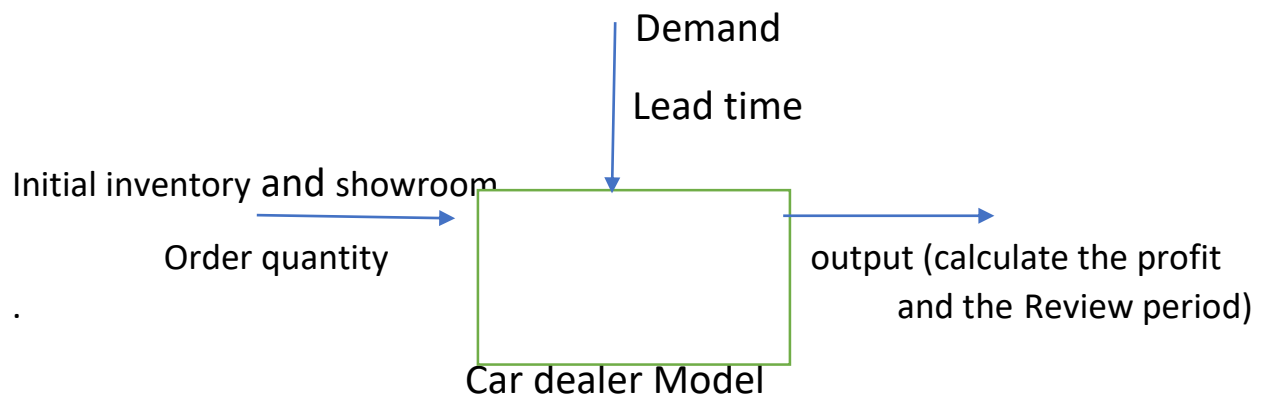 Demand
Lead time
Initial inventory and showroom
Order quantity
output (calculate the profit
.
and the Review period)
Car dealer Model